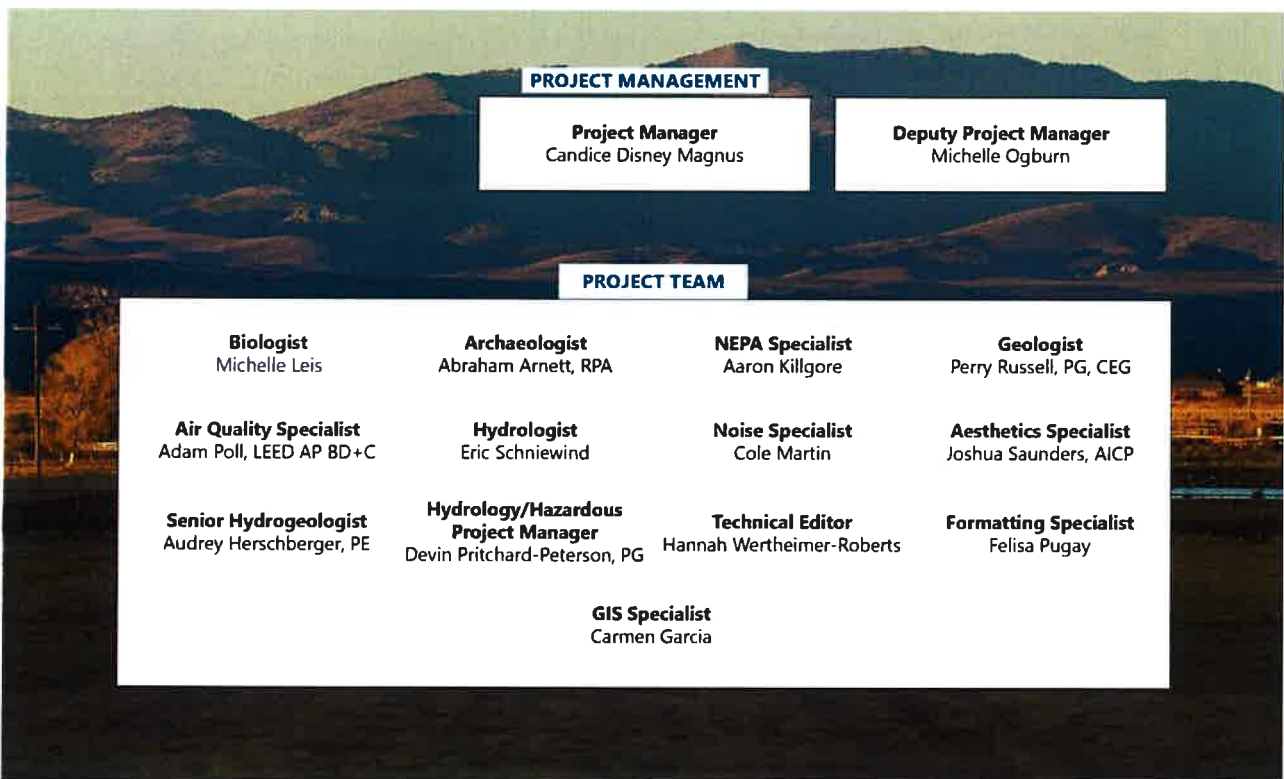 PROJECT MANAGEMENT
Project Manager
Candice Disney Magnus
Deputy Project Manager
Michelle Ogburn
PROJECT TEAM
Biologist
Michelle Leis
Archaeologist
Abraham Arnett, RPA
NEPA Specialist
Aaron Killgore
Geologist
Perry Russell, PG, CEG
Air Quality Specialist
Adam Poll, LEED AP BD+C
Hydrologist
Eric Schniewind
Noise Specialist
Cole Martin
Aesthetics Specialist
Joshua Saunders, AICP
Senior Hydrogeologist
Audrey Herschberger, PE
Hydrology/Hazardous
Project Manager
Devin Pritchard-Peterson, PG
Technical Editor
Hannah Wertheimer-Roberts
Formatting Specialist
Felisa Pugay
GIS Specialist
Carmen Garcia